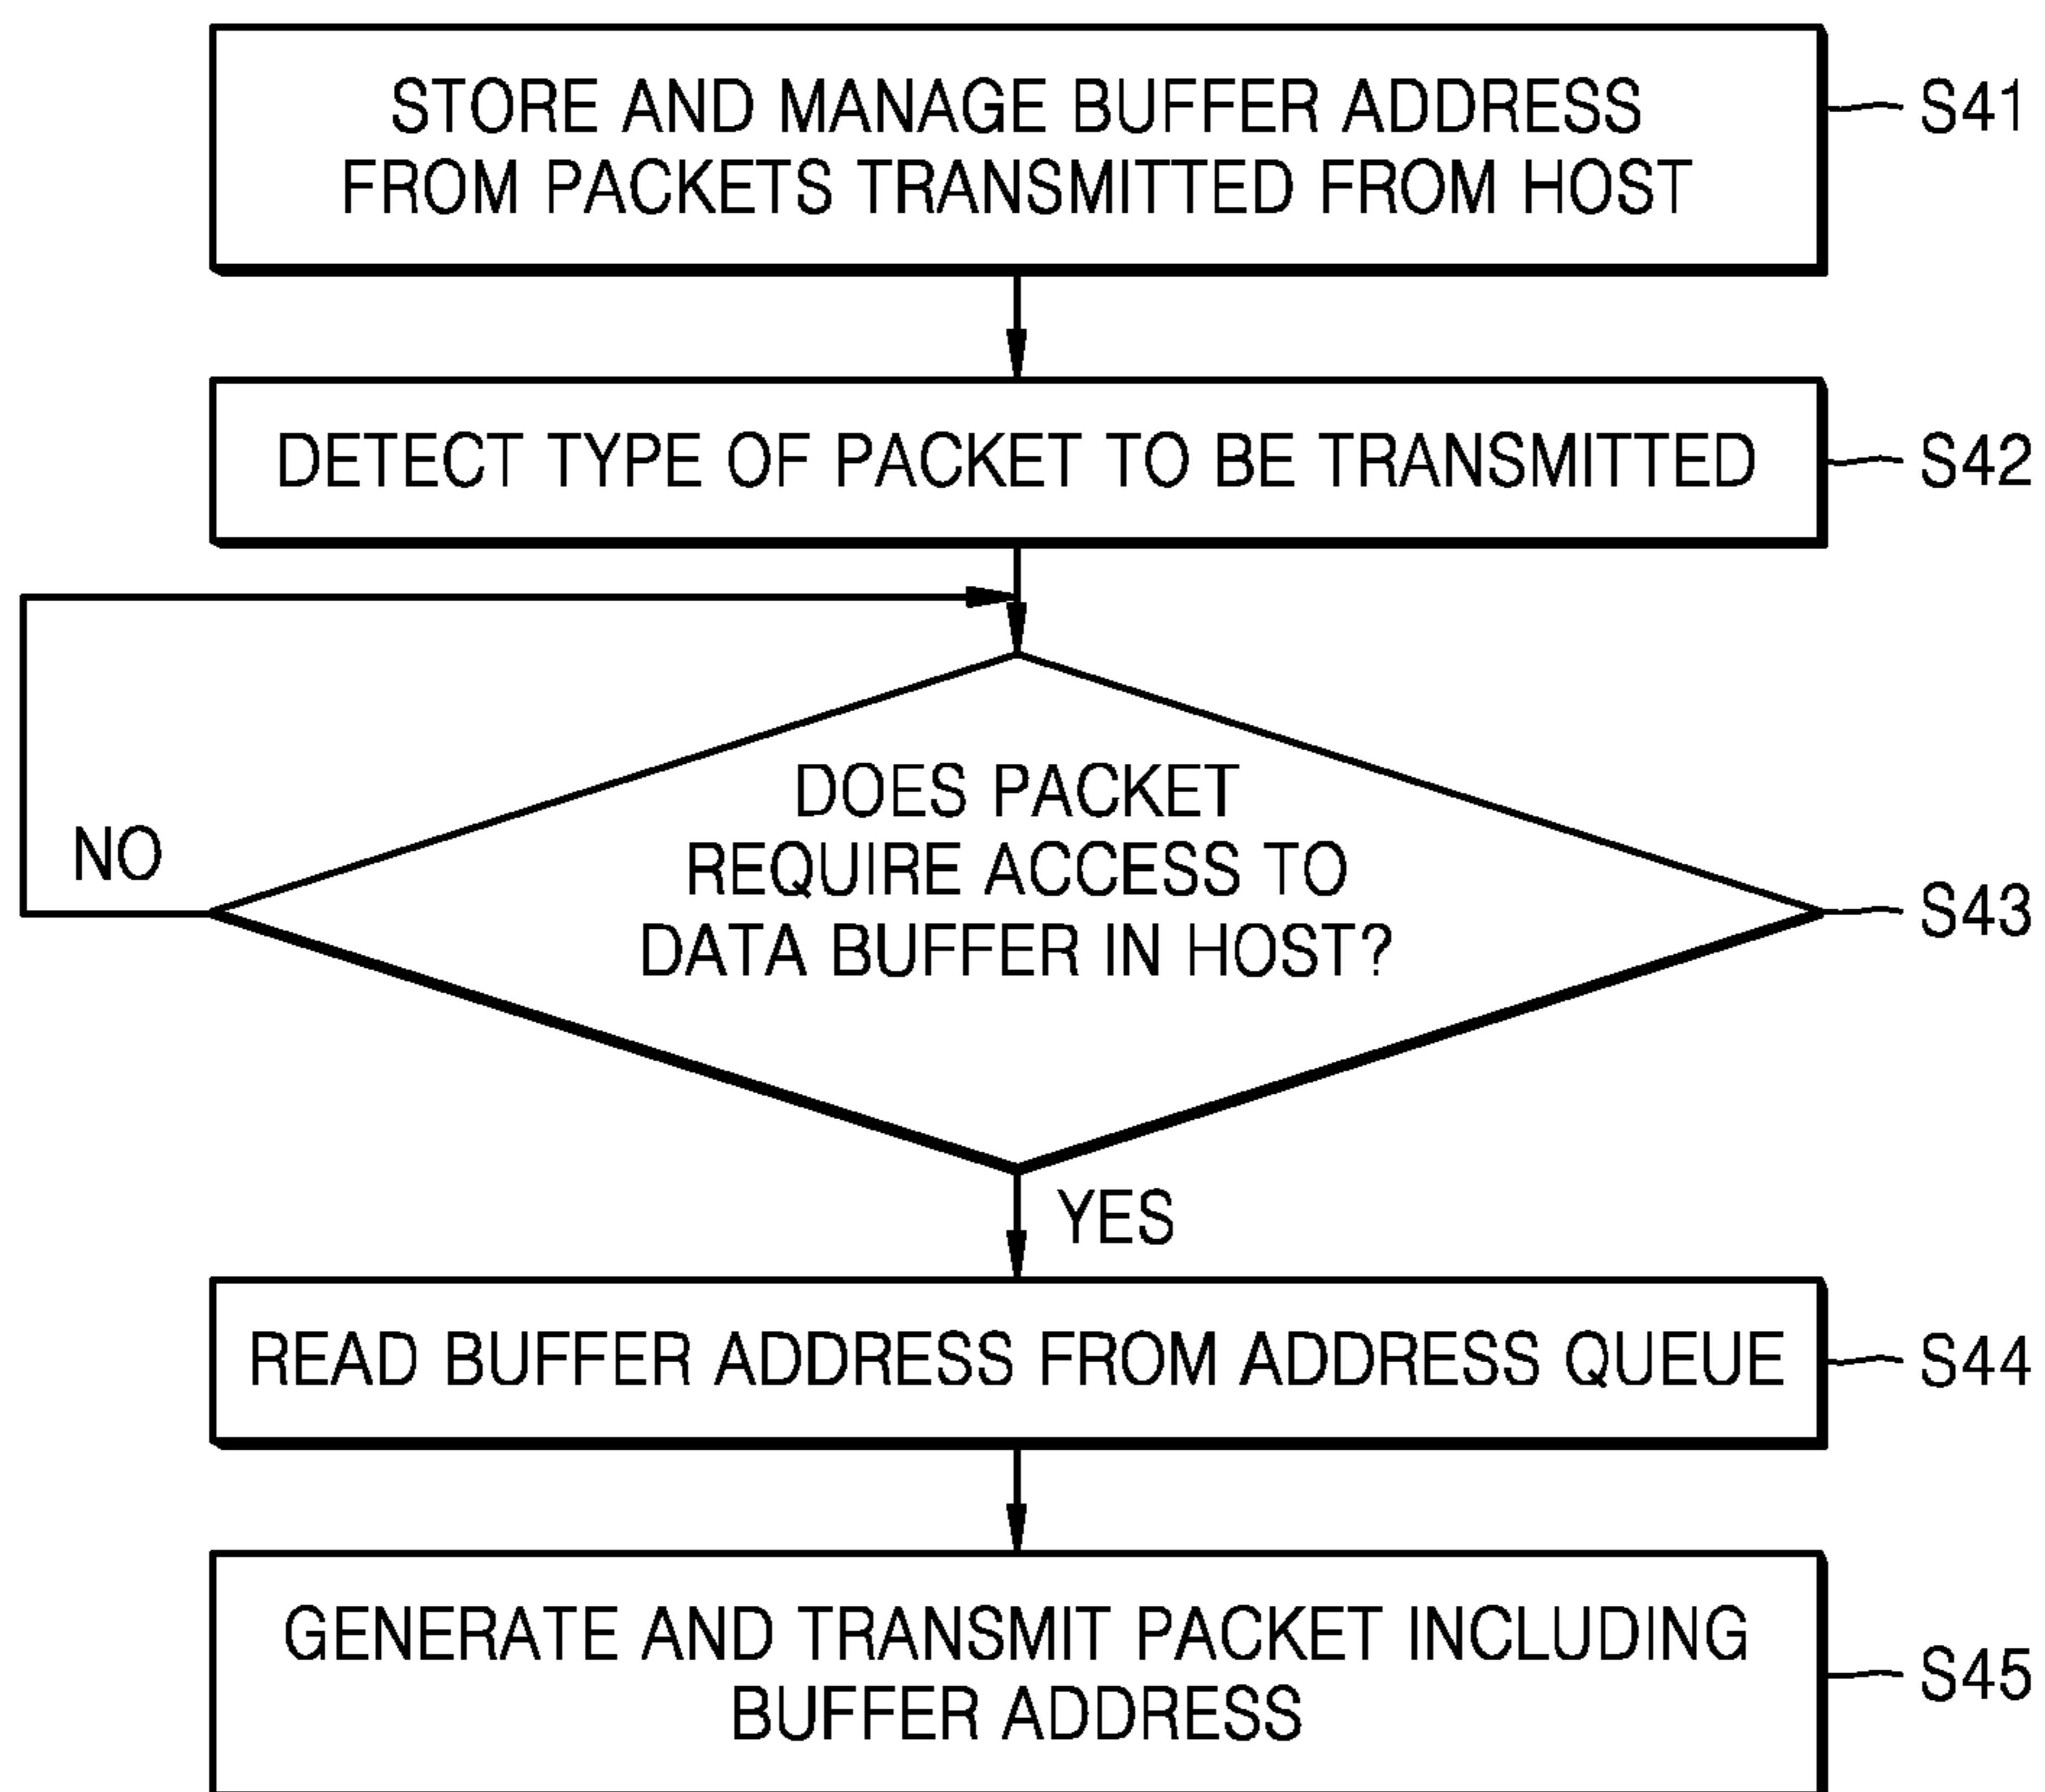 STORE AND MANAGE BUFFER ADDRESS
FROM PACKETS TRANSMITTED FROM HOST
S41
DETECT TYPE OF PACKET TO BE TRANSMITTED
S42
DOES PACKET
REQUIRE ACCESS TO
DATA BUFFER IN HOST?
NO
S43
YES
READ BUFFER ADDRESS FROM ADDRESS QUEUE
S44
GENERATE AND TRANSMIT PACKET INCLUDING
BUFFER ADDRESS
S45